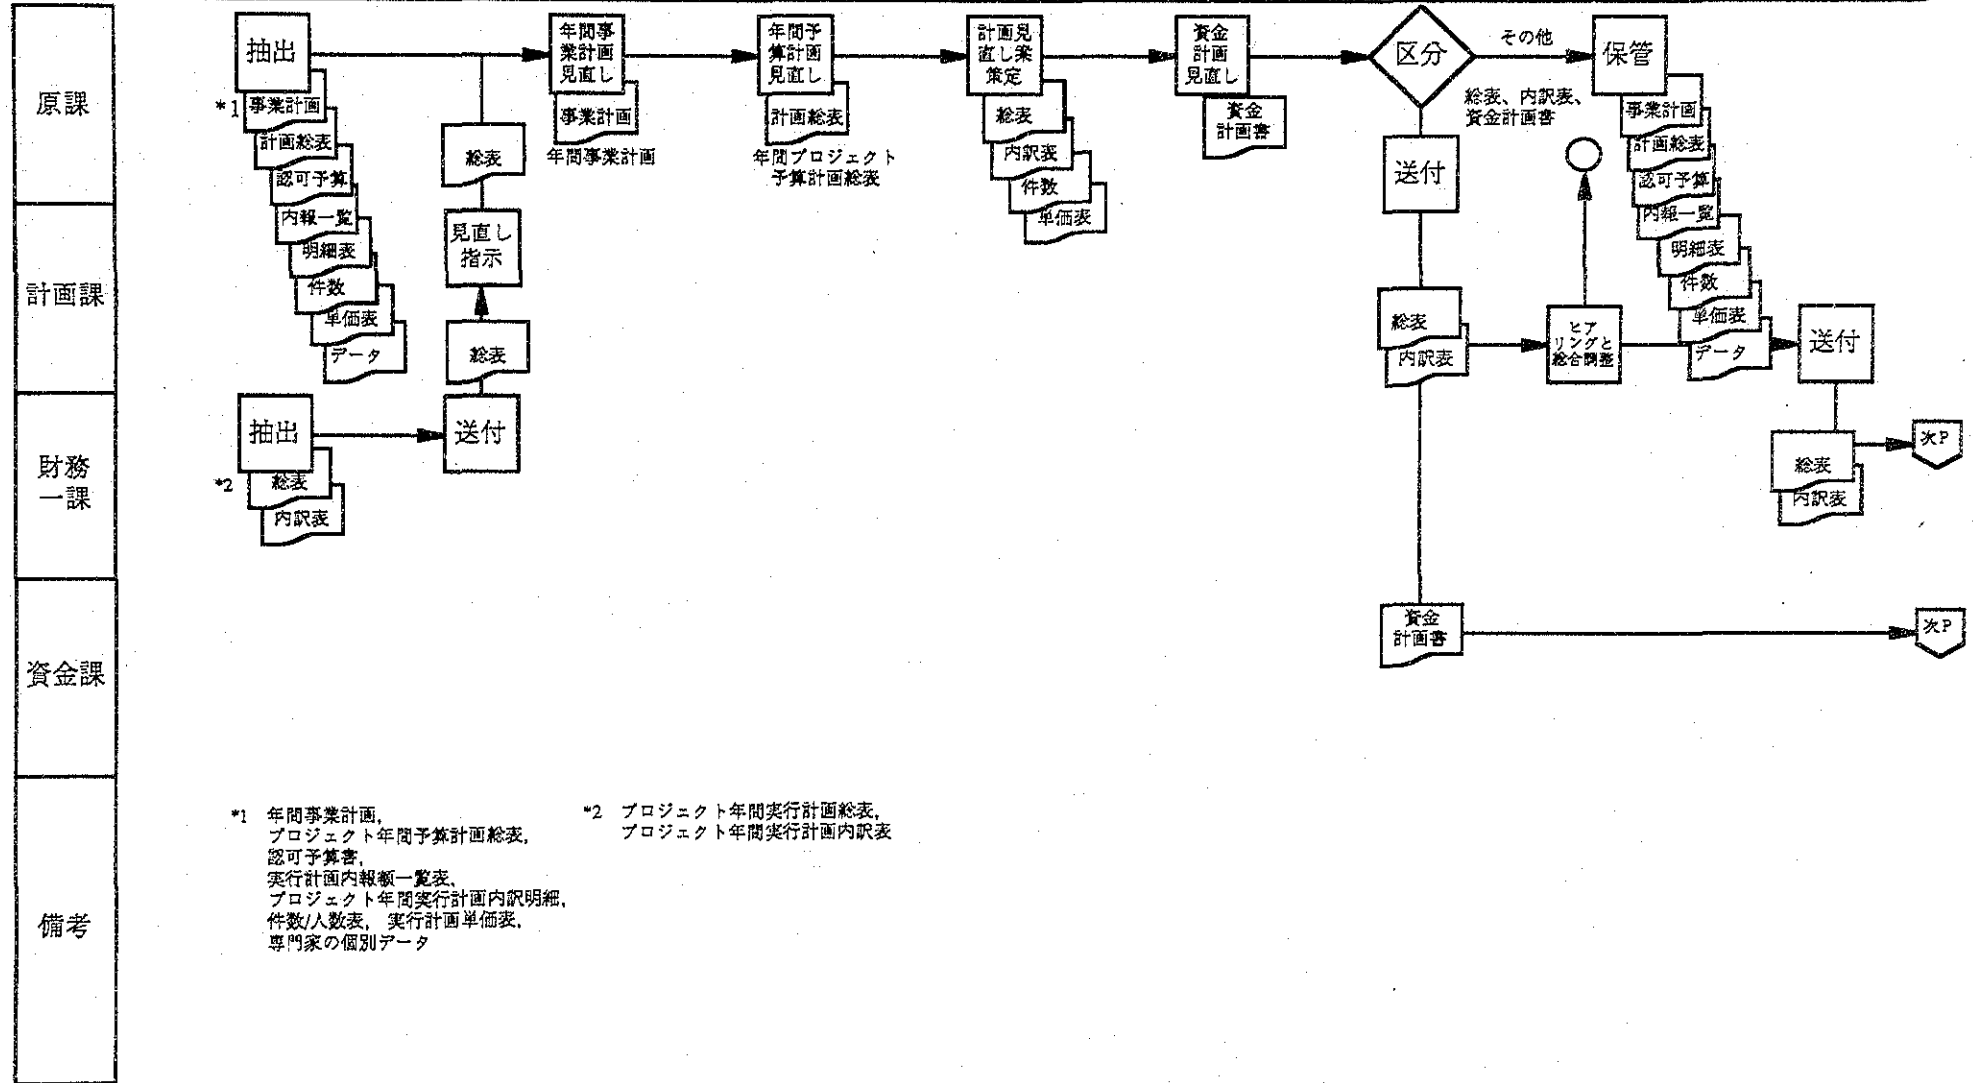 原課
抽出
*1
事業計画
計画総表
認可予算
内報一覧
明細表
件数
単価表
データ
総表
年間事
業計画
見直し
事業計画
年間事業計画
年間予
算計画
見直し
計画総表
年間プロジェクト
予算計画総表
計画見
直し案
策定
総表
内訳表
件数
単価表
資金
計画
見直し
資金
計画書
区分
その他
総表、内訳表、
資金計画書
送付
保管
事業計画
計画総表
認可予算
内報一覧
明細表
件数
単価表
データ
計画課
見直し
指示
総表
総表
内訳表
ヒア
リングと
総合調整
送付
財務
一課
抽出
*2
総表
内訳表
送付
総表
内訳表
次P
資金課
資金
計画書
次P
備考
*1 年間事業計画,
プロジェクト年間予算計画総表,
認可予算書,
実行計画内報額一覧表,
プロジェクト年間実行計画内訳明細,
件数/人数表, 実行計画単価表,
専門家の個別データ
*2 プロジェクト年間実行計画総表,
プロジェクト年間実行計画内訳表